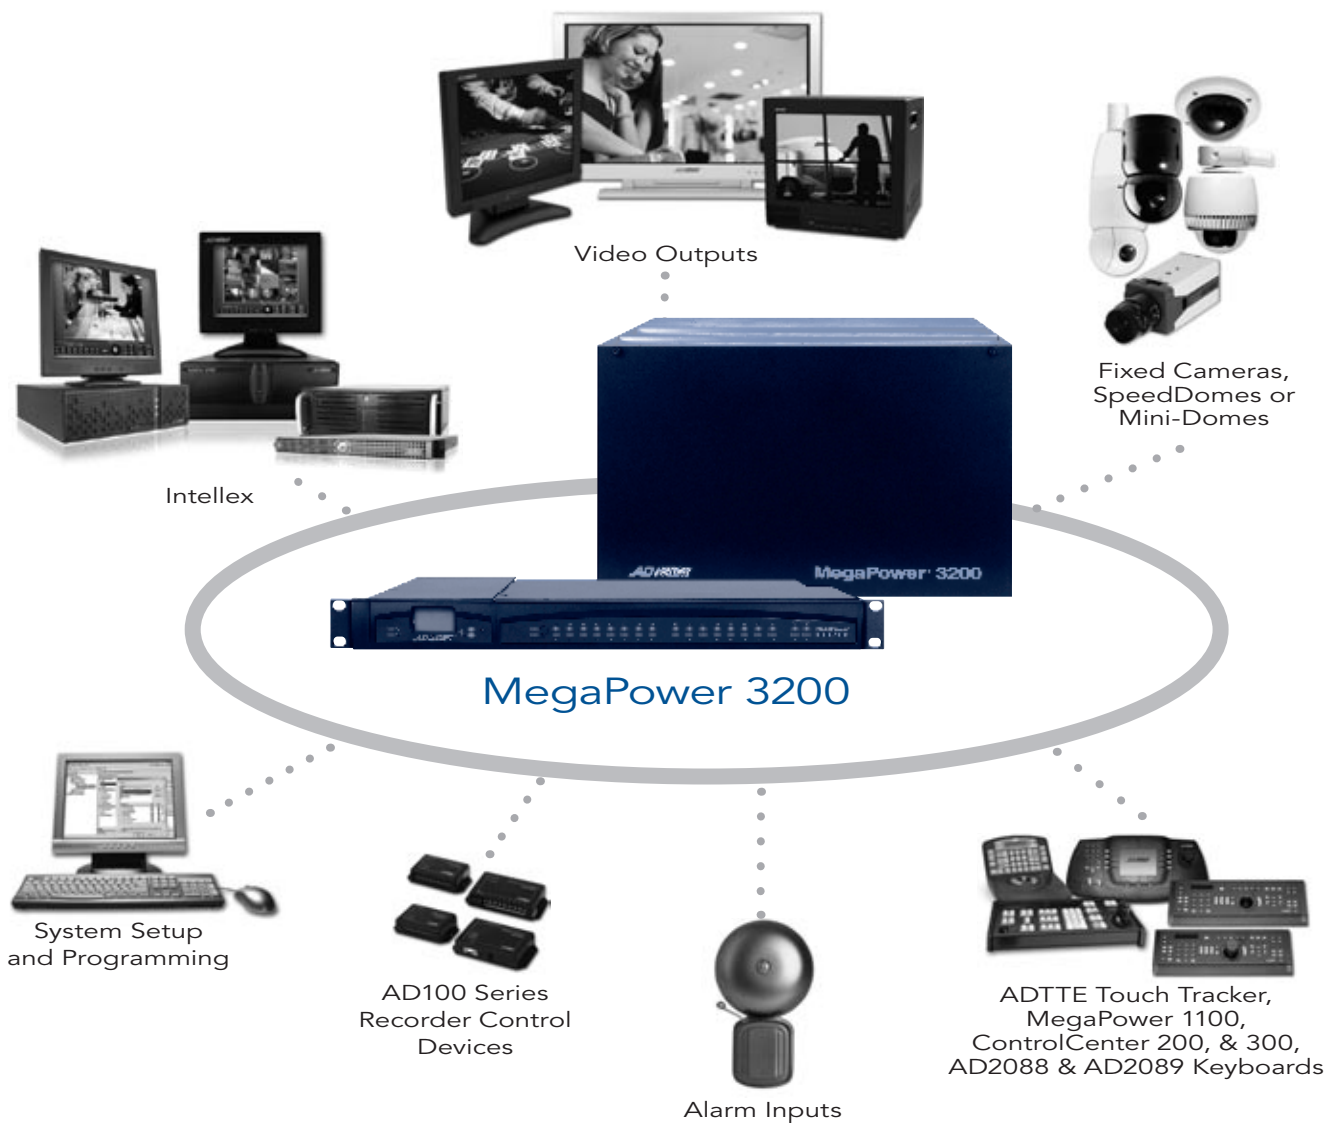 Video Outputs
Fixed Cameras,
SpeedDomes or
Mini-Domes
Intellex
MegaPower 3200
MegaPower 3200
System Setup
and Programming
AD100 Series
Recorder Control
Devices
Alarm Inputs
ADTTE Touch Tracker,
MegaPower 1100,
ControlCenter 200, & 300,
AD2088 & AD2089 Keyboards